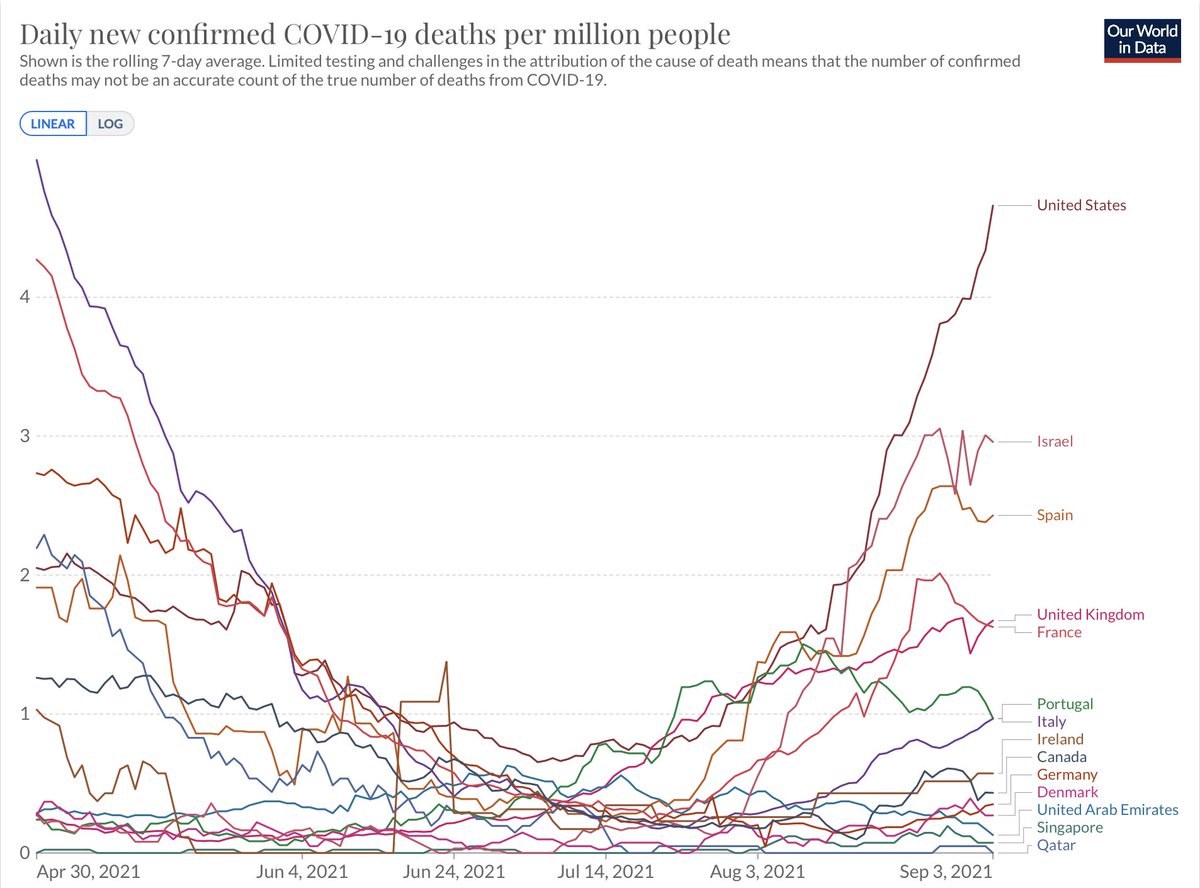 Daily new confirmed COVID-19 deaths per million people
Shown is the rolling 7-day average. Limited testing and challenges in the attribution of the cause of death means that the number of confirmed
deaths may not be an accurate count of the true number of deaths from COVID-19.
Our World
in Data
LINEAR
LOG
4
3
2
1
0
United States
Israel
Spain
United Kingdom
France
Portugal
Italy
Ireland
Canada
Germany
Denmark
United Arab Emirates
Singapore
Qatar
Apr 30, 2021
Jun 4, 2021
Jun 24, 2021
Jul 14, 2021
Aug 3, 2021
Sep 3, 2021